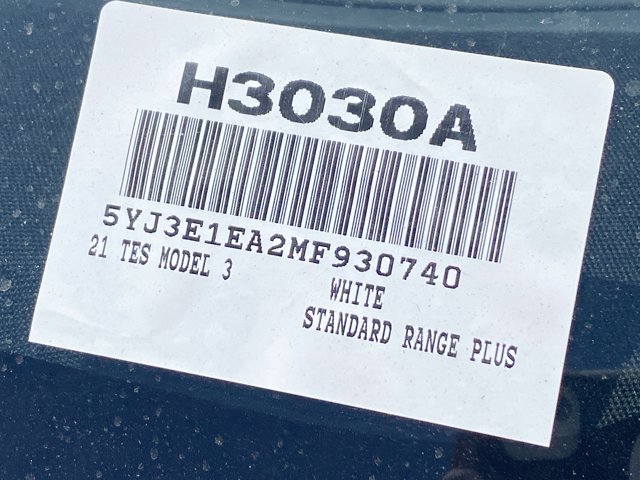 H3030A
5YJ3E1EA2MF930740
21 TES MODEL 3
WHITE
STANDARD RANGE PLUS